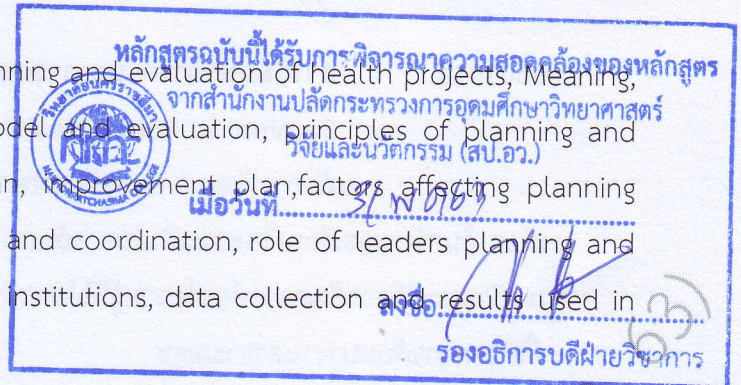 หลักสูตรฉบับนี้ได้รับการพิจารณาความสอดคล้องของหลักสูตร
nning and evaluation of health projects, Meaning,
จากสำนักงานปลัดกระทรวงการอุดมศึกษาวิทยาศาสตร์
odel and evaluation, principles of planning and
วิจัยและนวัตกรรม (สป.อว.)
n, improvement plan,factors affecting planning
เมื่อวันที่
and coordination, role of leaders planning and
institutions, data collection and results used in
ลงชื่อ
รองอธิการบดีฝ่ายวิชาการ